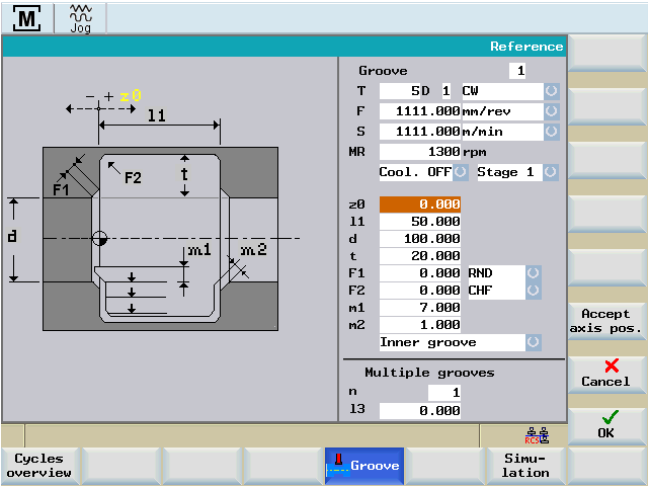 M
Jog
Reference
- + z0
l1
F1
F2
t
d
m1
m2
Groove 1
T 5 D 1 CW
F 1111.000 mm/rev
S 1111.000 m/min
MR 1300 rpm
Cool. OFF Stage 1
z0 0.000
l1 50.000
d 100.000
t 20.000
F1 0.000 RND
F2 0.000 CHF
m1 7.000
m2 1.000
Inner groove
Multiple grooves
n 1
l3 0.000
Accept
axis pos.
Cancel
RCS
OK
Cycles
overview
Groove
Simu-
lation